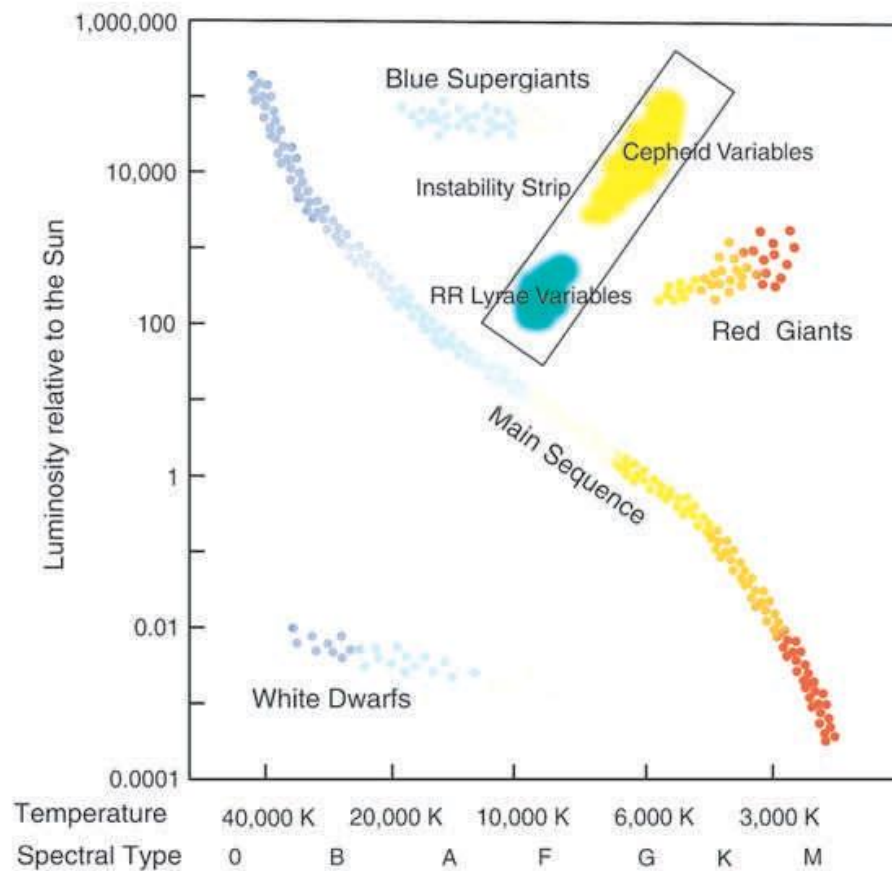 1,000,000
Blue Supergiants
Cepheid Variables
10,000
Instability Strip
RR Lyrae Variables
100
Red Giants
Luminosity relative to the Sun
Main Sequence
1
0.01
White Dwarfs
0.0001
Temperature 40,000 K 20,000 K 10,000 K 6,000 K 3,000 K
Spectral Type 0 B A F G K M